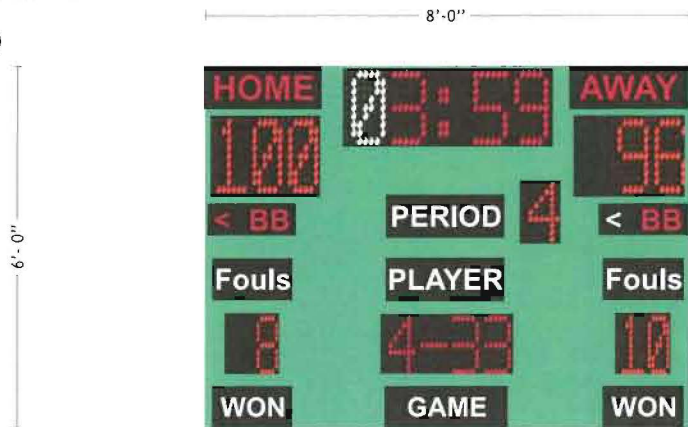 8'-0"
6'-0"
HOME 03:59 AWAY
100
< BB PERIOD 4 < BB
Fouls PLAYER Fouls
8 4-33 10
WON GAME WON